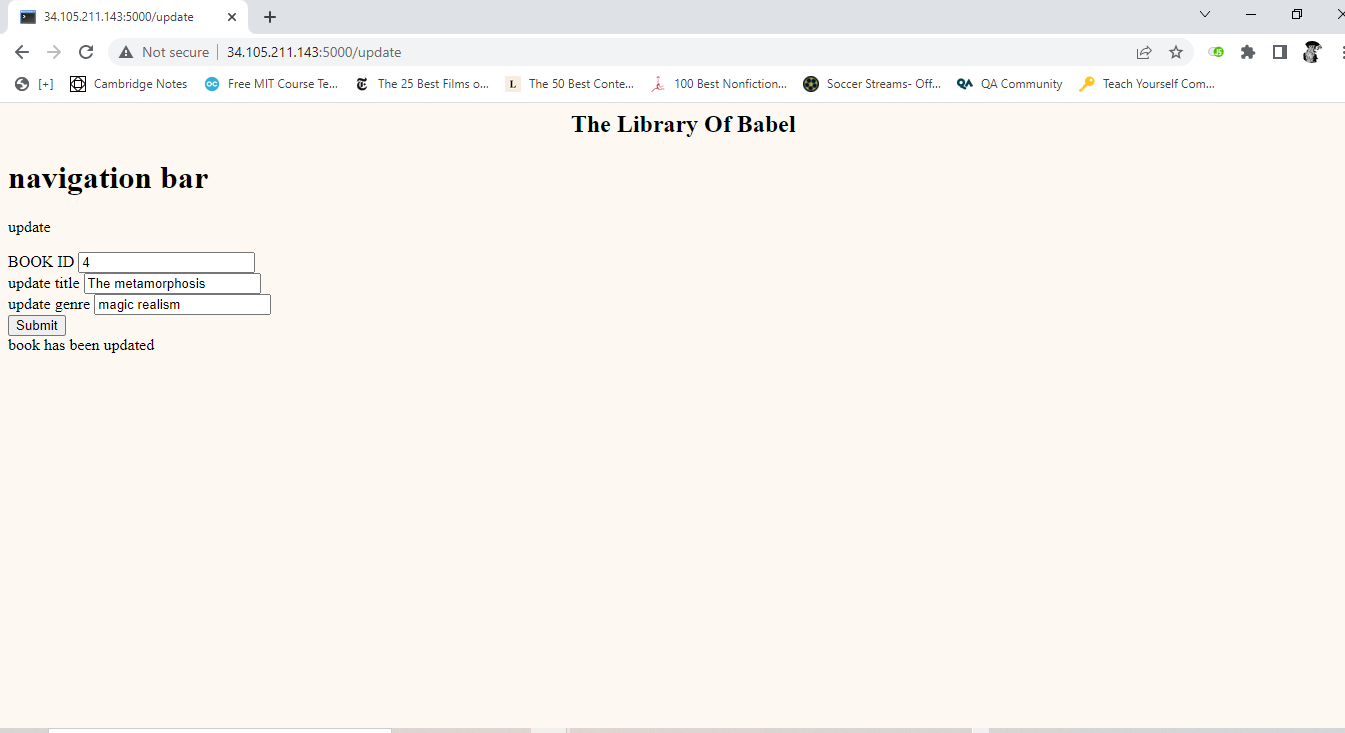 34.105.211.143:5000/update
Not secure 34.105.211.143:5000/update
[+] Cambridge Notes Free MIT Course Te... The 25 Best Films o... The 50 Best Conte... 100 Best Nonfiction... Soccer Streams- Off... QA Community Teach Yourself Com...
The Library Of Babel
navigation bar
update
BOOK ID 4
update title The metamorphosis
update genre magic realism
Submit
book has been updated